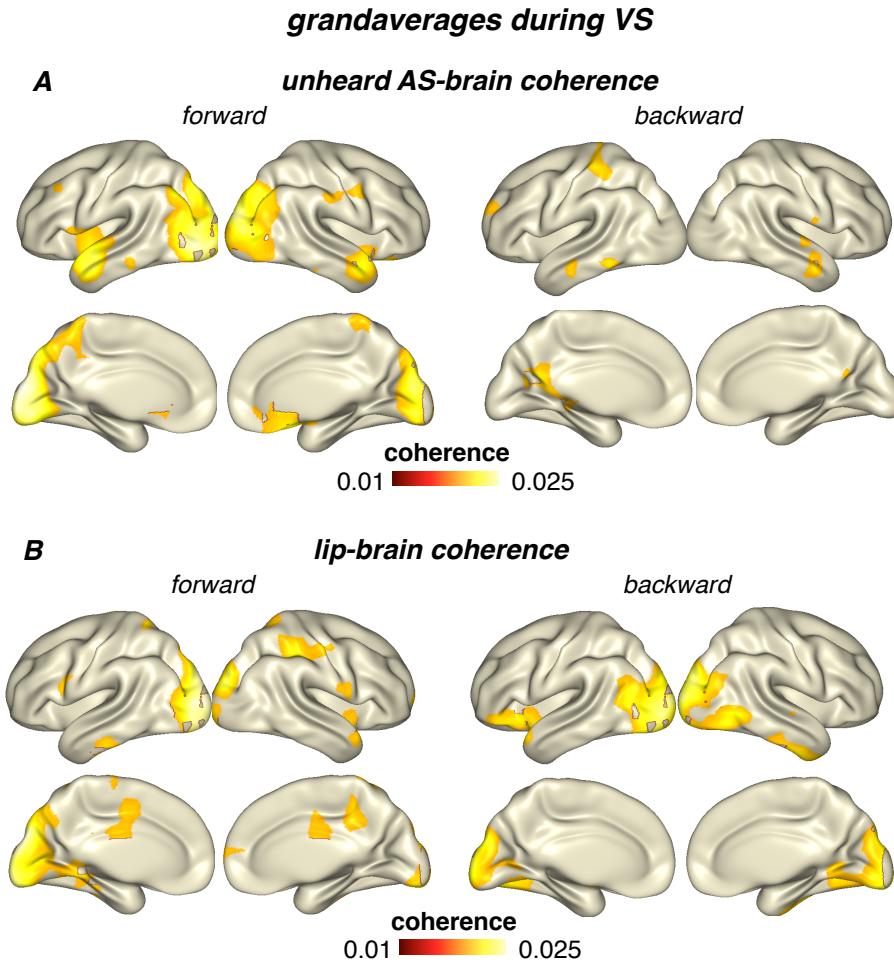 grandaverages during VS
A unheard AS-brain coherence
forward backward
coherence
0.01 0.025
B lip-brain coherence
forward backward
coherence
0.01 0.025